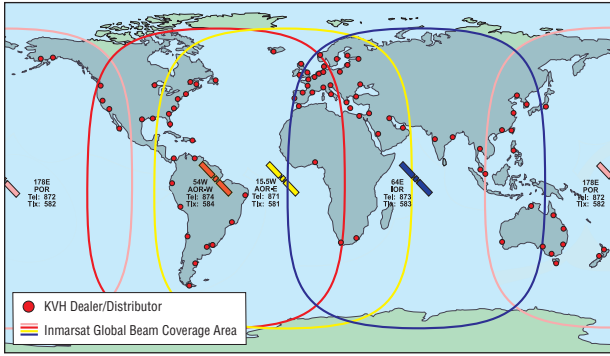 178E
POR
Tel: 872
Tlx: 582
54W
AOR-W
Tel: 874
Tlx: 584
15.5W
AOR-E
Tel: 871
Tlx: 581
64E
IOR
Tel: 873
Tlx: 583
178E
POR
Tel: 872
Tlx: 582
KVH Dealer/Distributor
Inmarsat Global Beam Coverage Area